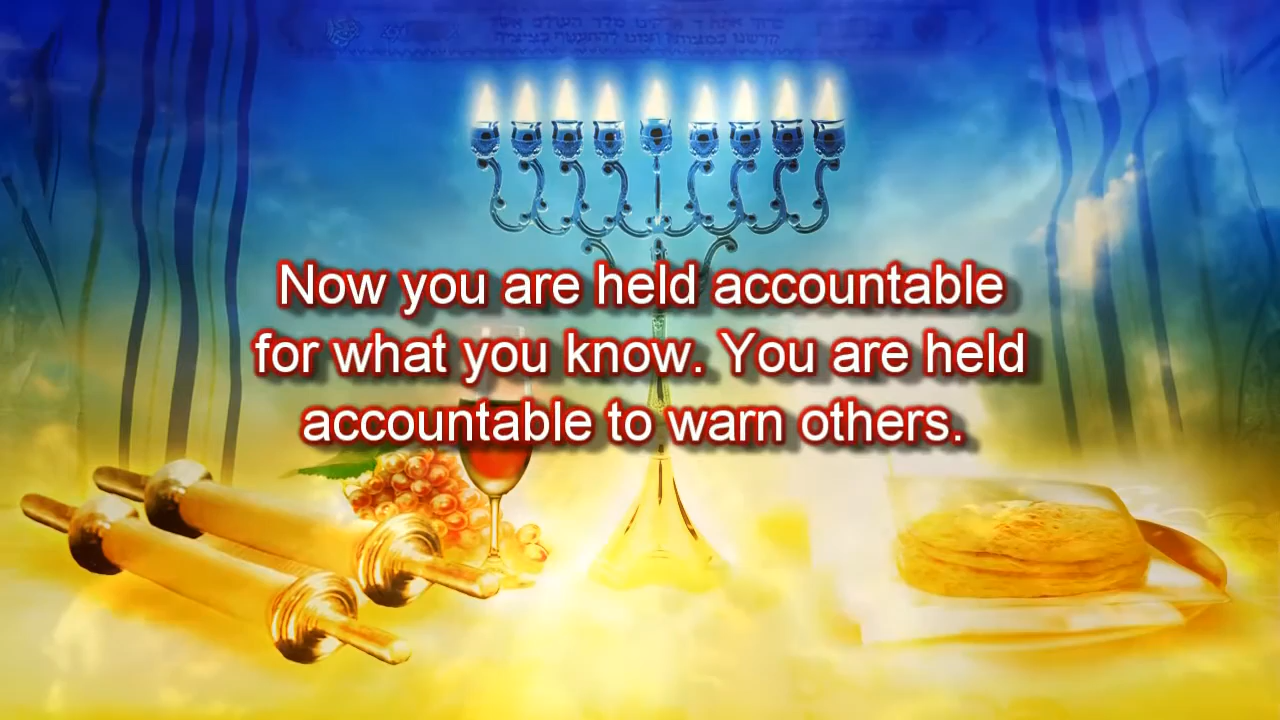 Now you are held accountable
for what you know. You are held
accountable to warn others.